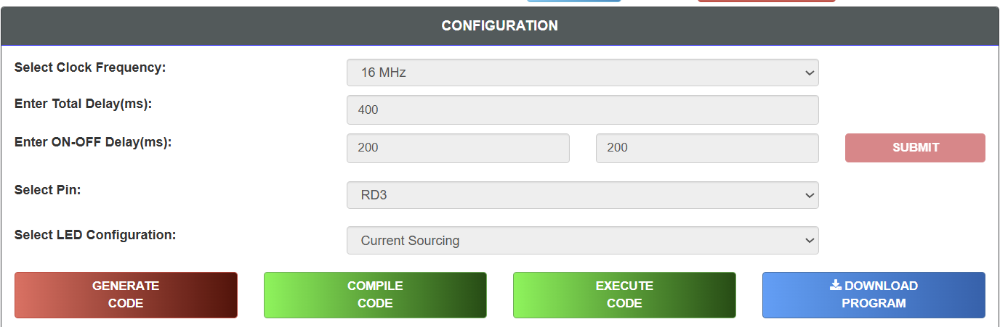 CONFIGURATION
Select Clock Frequency:
16 MHz
Enter Total Delay(ms):
400
Enter ON-OFF Delay(ms):
200
200
SUBMIT
Select Pin:
RD3
Select LED Configuration:
Current Sourcing
GENERATE
CODE
COMPILE
CODE
EXECUTE
CODE
DOWNLOAD
PROGRAM